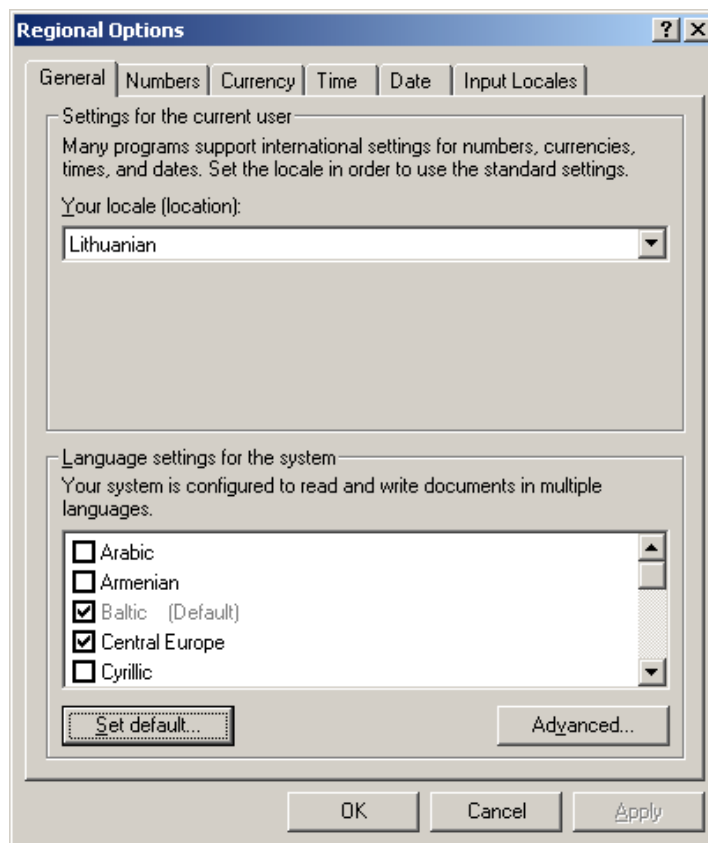 Regional Options
General Numbers Currency Time Date Input Locales
Settings for the current user
Many programs support international settings for numbers, currencies,
times, and dates. Set the locale in order to use the standard settings.
Your locale (location):
Lithuanian
Language settings for the system
Your system is configured to read and write documents in multiple
languages.
Arabic
Armenian
Baltic (Default)
Central Europe
Cyrillic
Set default... Advanced...
OK Cancel Apply